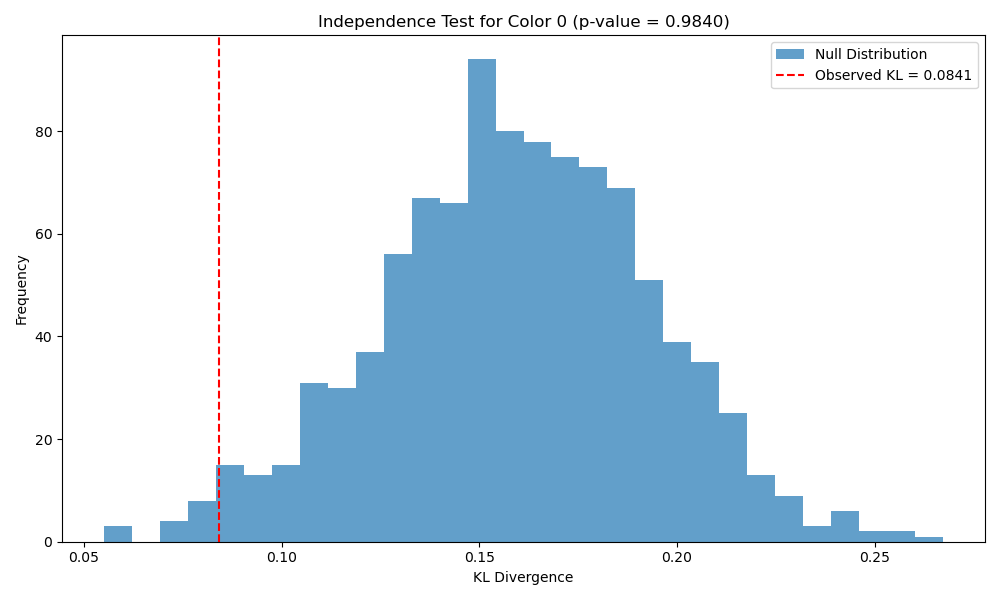 Independence Test for Color 0 (p-value = 0.9840)
Null Distribution
Observed KL = 0.0841
Frequency
80
60
40
20
0
0.05 0.10 0.15 0.20 0.25
KL Divergence